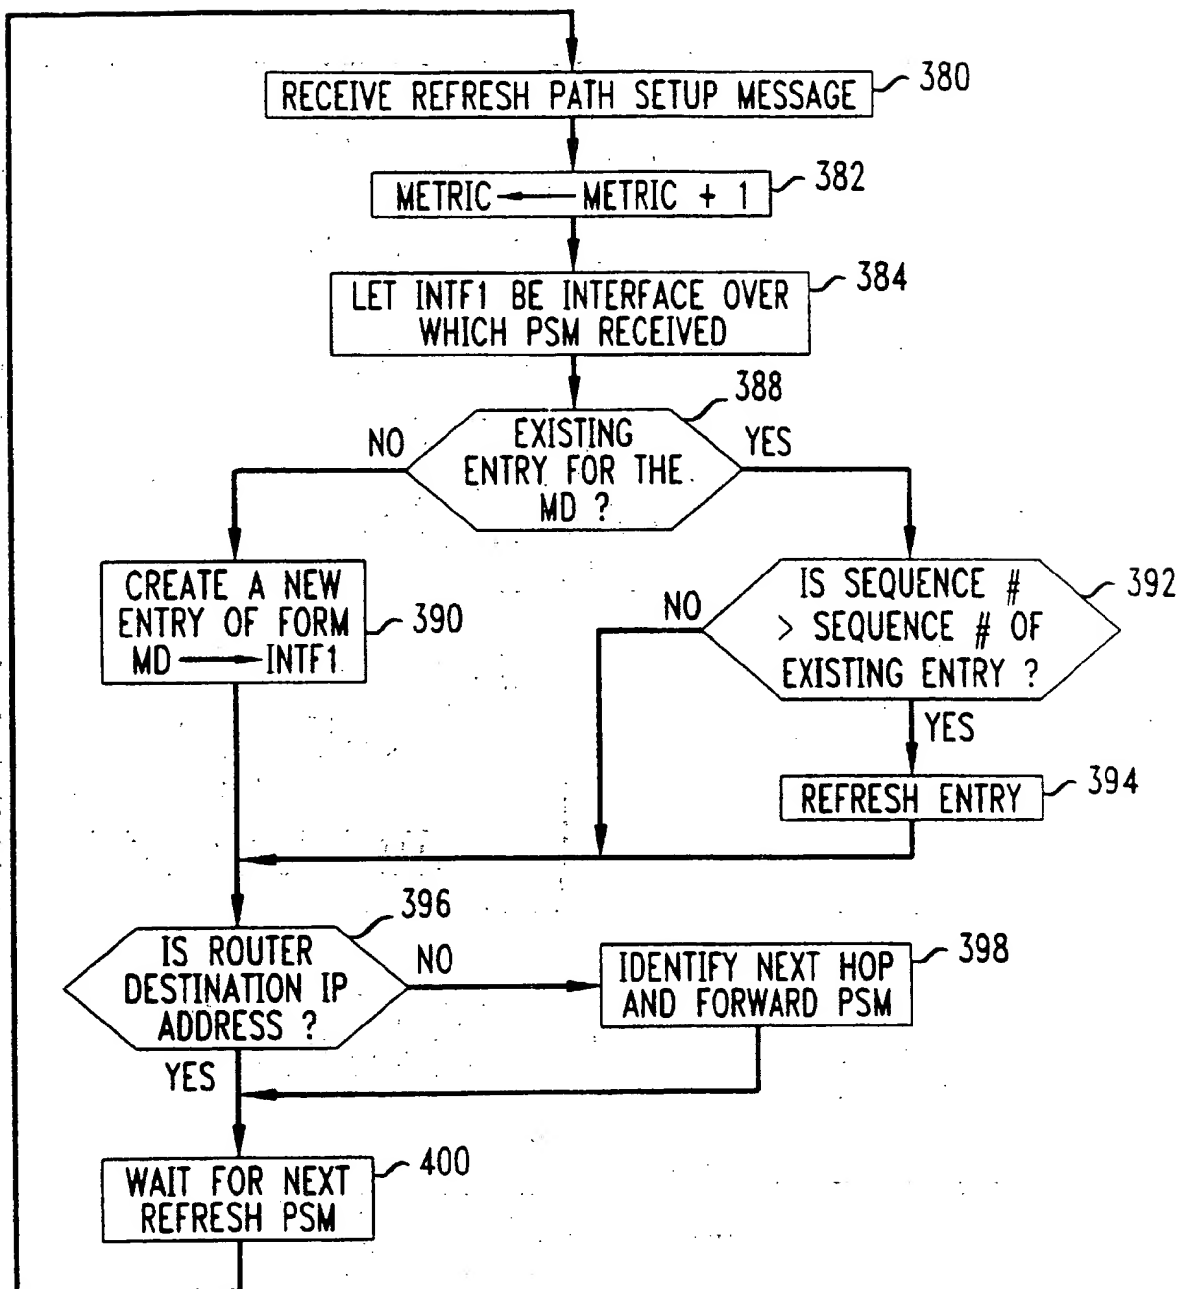 RECEIVE REFRESH PATH SETUP MESSAGE
380
METRIC ← METRIC + 1
382
LET INTF1 BE INTERFACE OVER
WHICH PSM RECEIVED
384
388
EXISTING
ENTRY FOR THE
MD ?
NO
YES
CREATE A NEW
ENTRY OF FORM
MD → INTF1
390
IS SEQUENCE #
> SEQUENCE # OF
EXISTING ENTRY ?
392
NO
YES
REFRESH ENTRY
394
396
IS ROUTER
DESTINATION IP
ADDRESS ?
NO
YES
IDENTIFY NEXT HOP
AND FORWARD PSM
398
WAIT FOR NEXT
REFRESH PSM
400